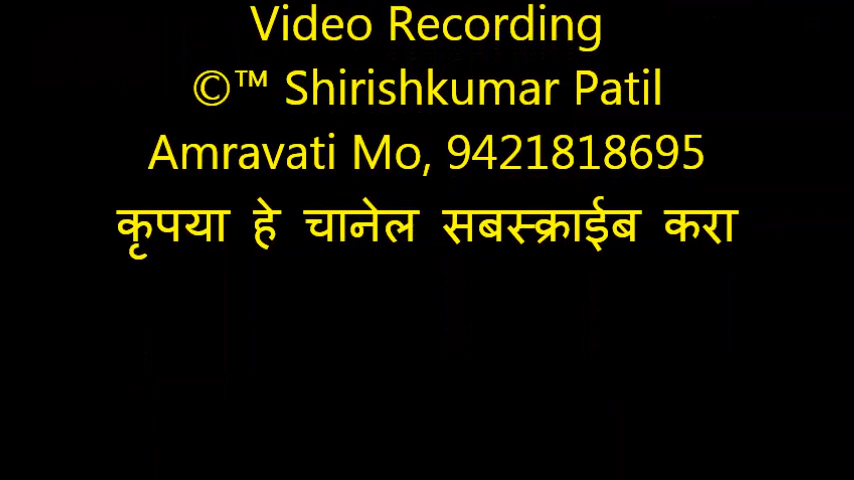 Video Recording
©™ Shirishkumar Patil
Amravati Mo, 9421818695
कृपया हे चानेल सबस्क्राईब करा